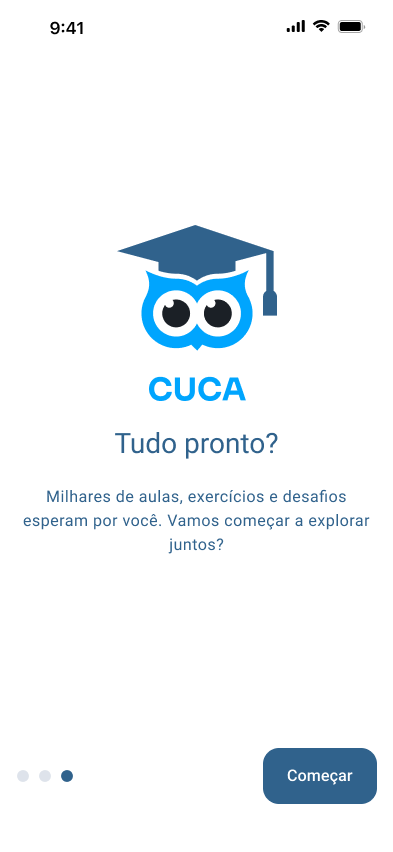 9:41
CUCA
Tudo pronto?
Milhares de aulas, exercícios e desafios
esperam por você. Vamos começar a explorar
juntos?
Começar